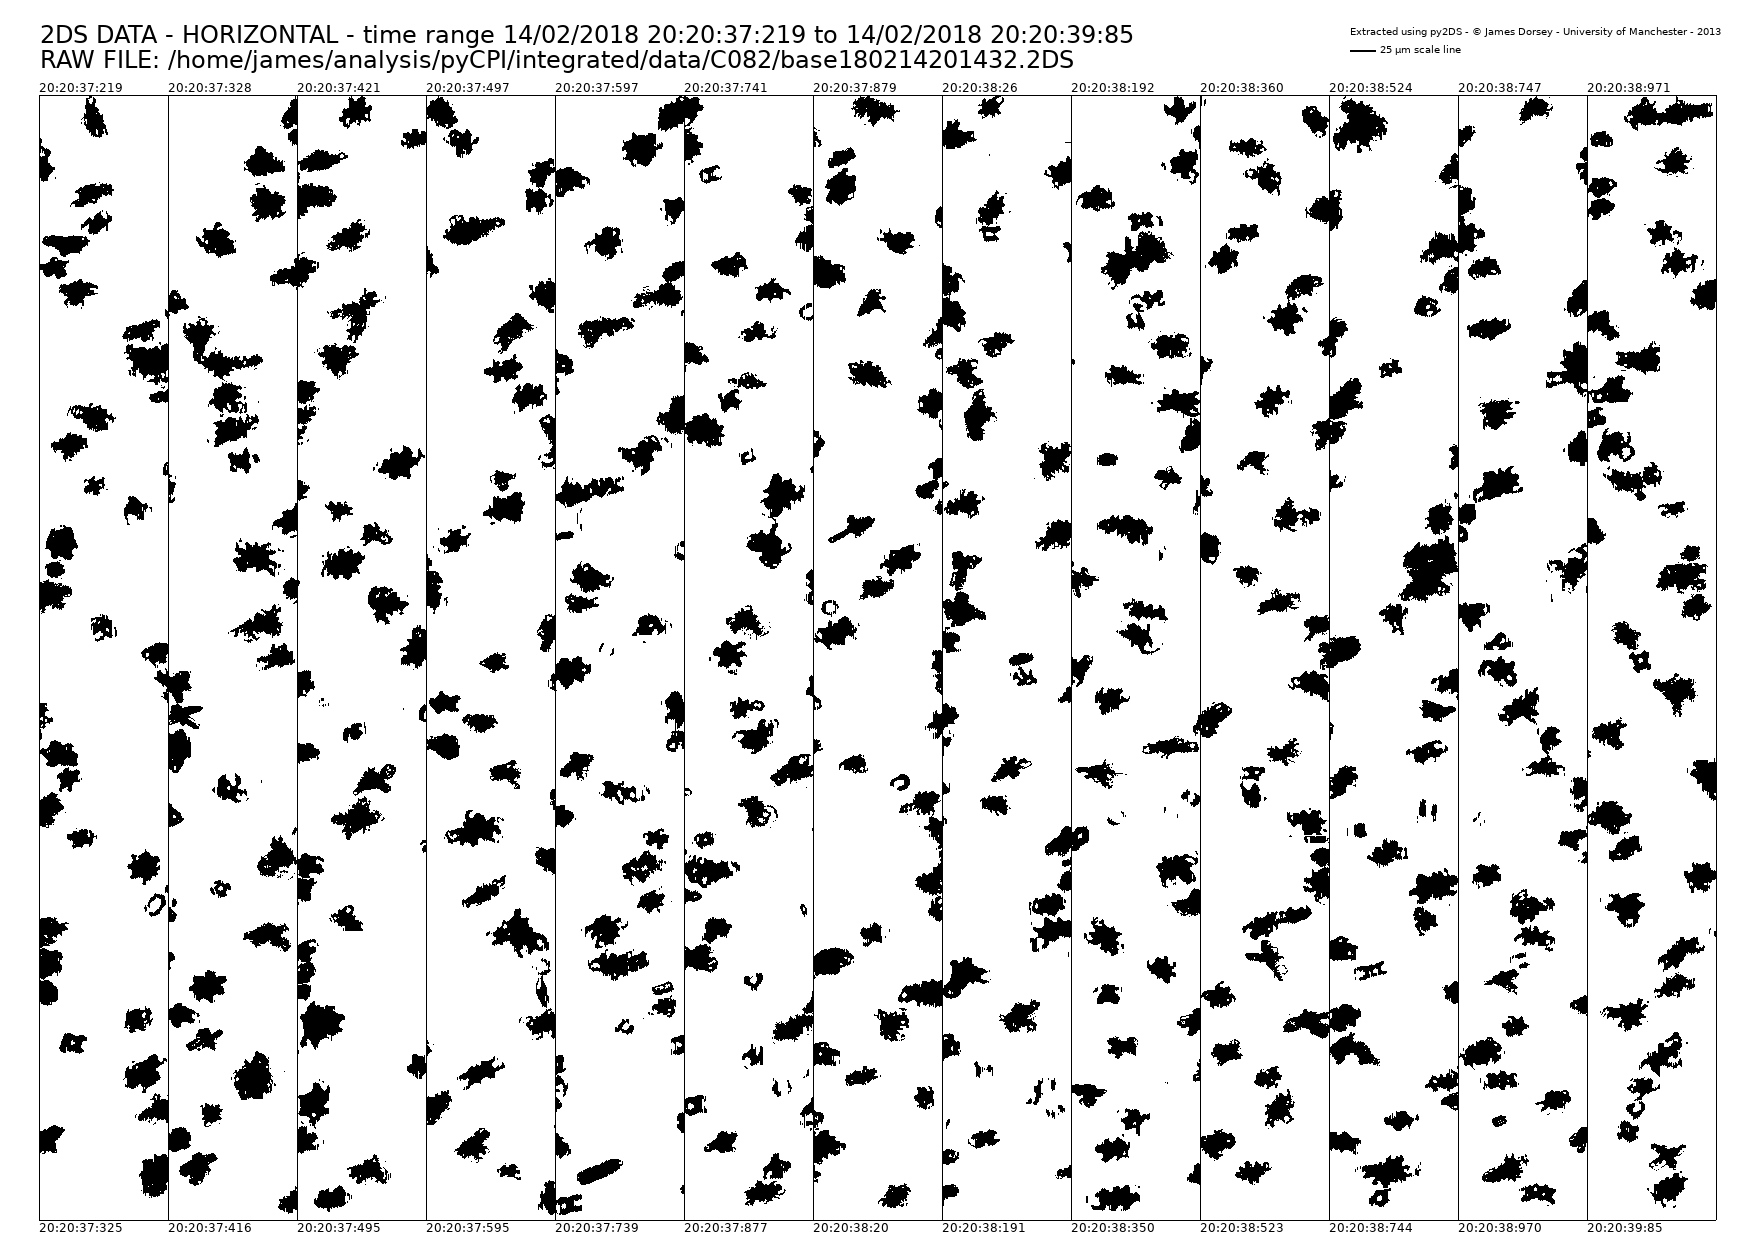 2DS DATA - HORIZONTAL - time range 14/02/2018 20:20:37:219 to 14/02/2018 20:20:39:85
RAW FILE: /home/james/analysis/pyCPI/integrated/data/C082/base180214201432.2DS
Extracted using py2DS - © James Dorsey - University of Manchester - 2013
25 µm scale line
20:20:37:219 20:20:37:328 20:20:37:421 20:20:37:497 20:20:37:597 20:20:37:741 20:20:37:879 20:20:38:26 20:20:38:192 20:20:38:360 20:20:38:524 20:20:38:747 20:20:38:971
20:20:37:325 20:20:37:416 20:20:37:495 20:20:37:595 20:20:37:739 20:20:37:877 20:20:38:20 20:20:38:191 20:20:38:350 20:20:38:523 20:20:38:744 20:20:38:970 20:20:39:85